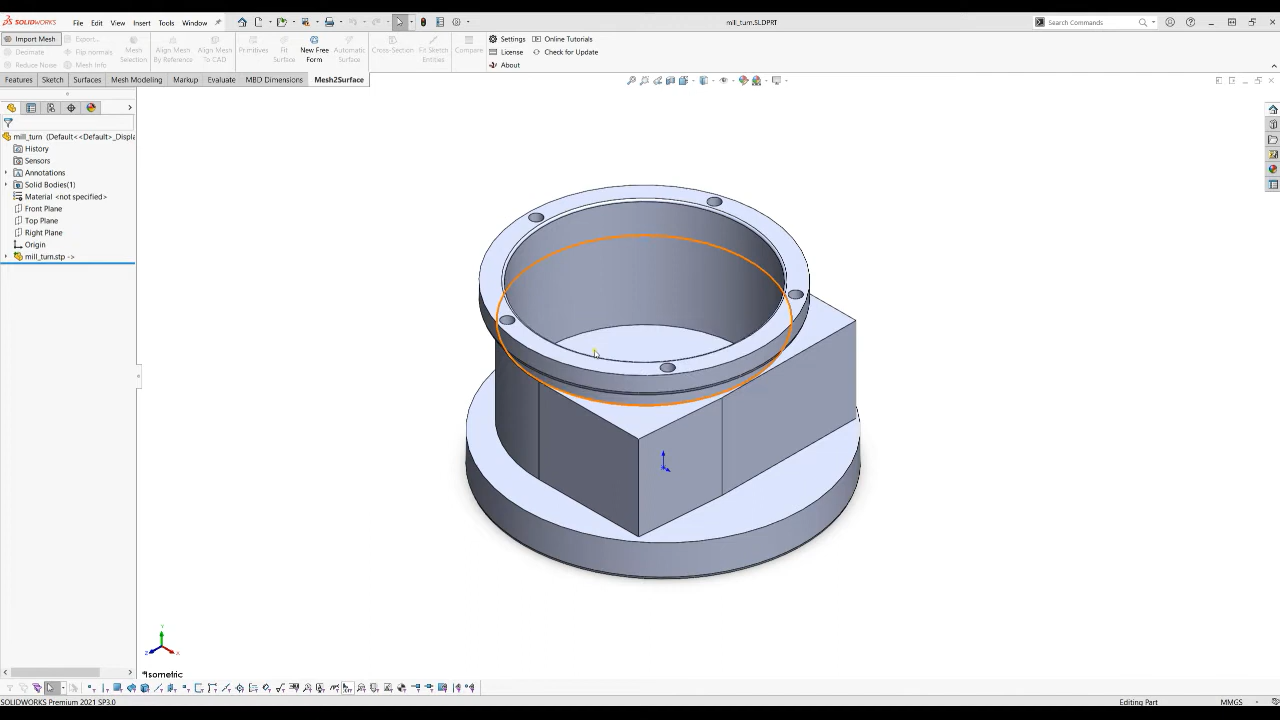 SOLIDWORKS
File Edit View Insert Tools Window
mill_turn.SLDPRT
Search Commands
Import Mesh
Export...
Decimate
Flip normals
Reduce Noise
Mesh Info
Mesh Selection
Align Mesh By Reference
Align Mesh To CAD
Primitives
Fit Surface
New Free Form
Automatic Surface
Cross-Section
Fit Sketch Entities
Compare
Settings
Online Tutorials
License
Check for Update
About
Features Sketch Surfaces Mesh Modeling Markup Evaluate MBD Dimensions Mesh2Surface
mill_turn (Default<<Default>_Displa
History
Sensors
Annotations
Solid Bodies(1)
Material <not specified>
Front Plane
Top Plane
Right Plane
Origin
mill_turn.stp ->
Y
Z X
*Isometric
SOLIDWORKS Premium 2021 SP3.0
Editing Part
MMGS